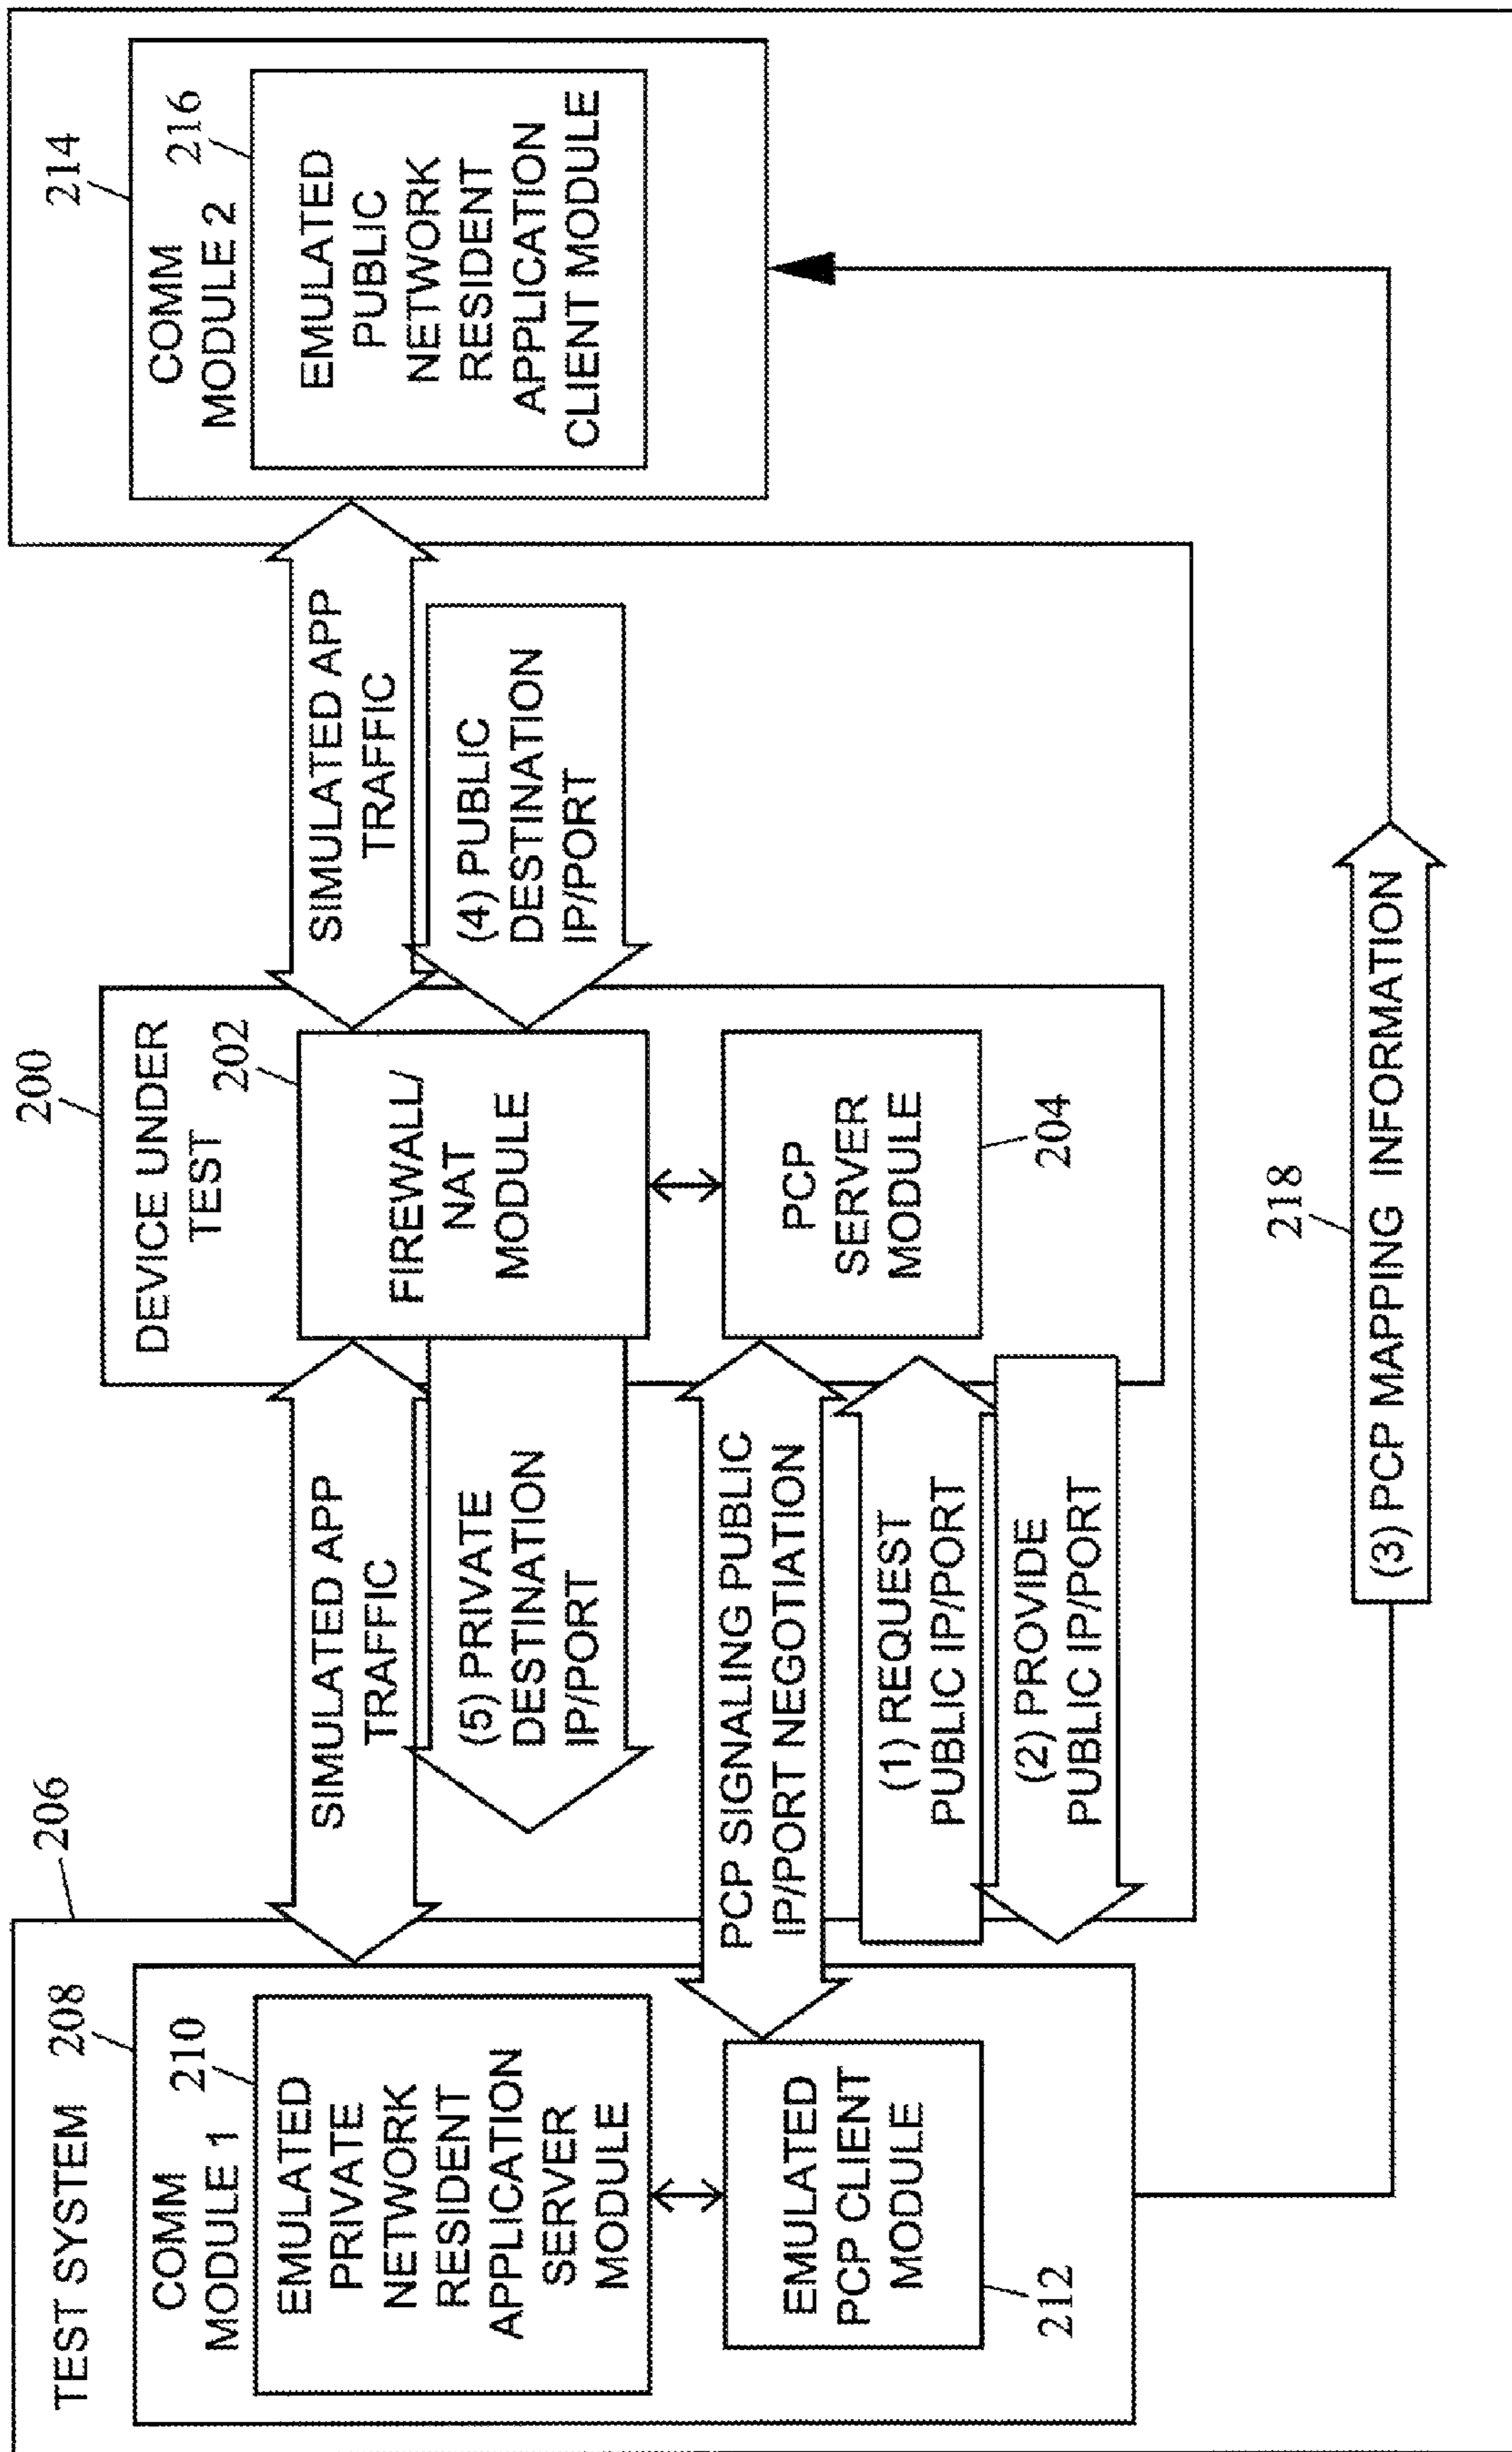 TEST SYSTEM
206
208
COMM
MODULE 1
210
EMULATED
PRIVATE
NETWORK
RESIDENT
APPLICATION
SERVER
MODULE
EMULATED
PCP CLIENT
MODULE
212
SIMULATED APP
TRAFFIC
(5) PRIVATE
DESTINATION
IP/PORT
PCP SIGNALING PUBLIC
IP/PORT NEGOTIATION
(1) REQUEST
PUBLIC IP/PORT
(2) PROVIDE
PUBLIC IP/PORT
200
DEVICE UNDER
TEST
202
FIREWALL/
NAT
MODULE
PCP
SERVER
MODULE
204
SIMULATED APP
TRAFFIC
(4) PUBLIC
DESTINATION
IP/PORT
214
COMM
MODULE 2
216
EMULATED
PUBLIC
NETWORK
RESIDENT
APPLICATION
CLIENT MODULE
218
(3) PCP MAPPING INFORMATION